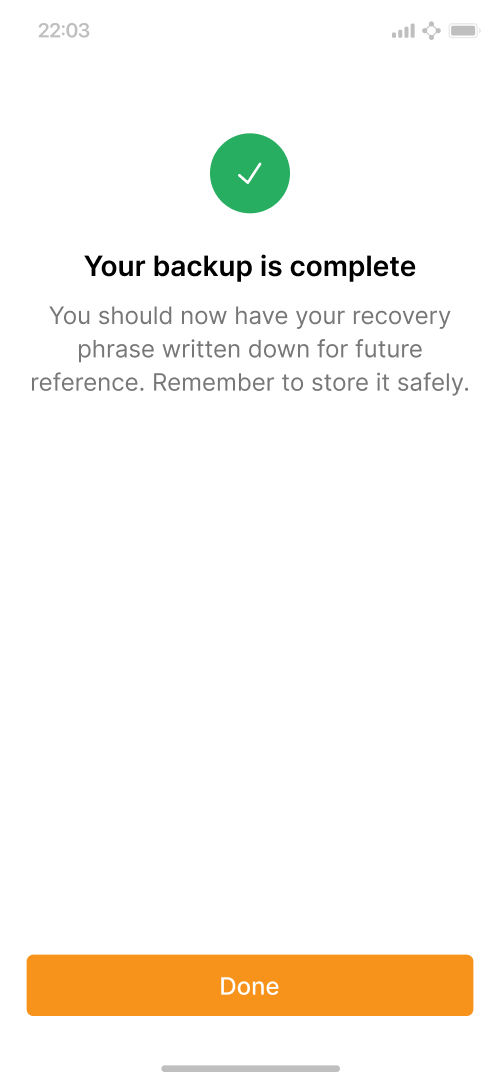 22:03
Your backup is complete
You should now have your recovery
phrase written down for future
reference. Remember to store it safely.
Done